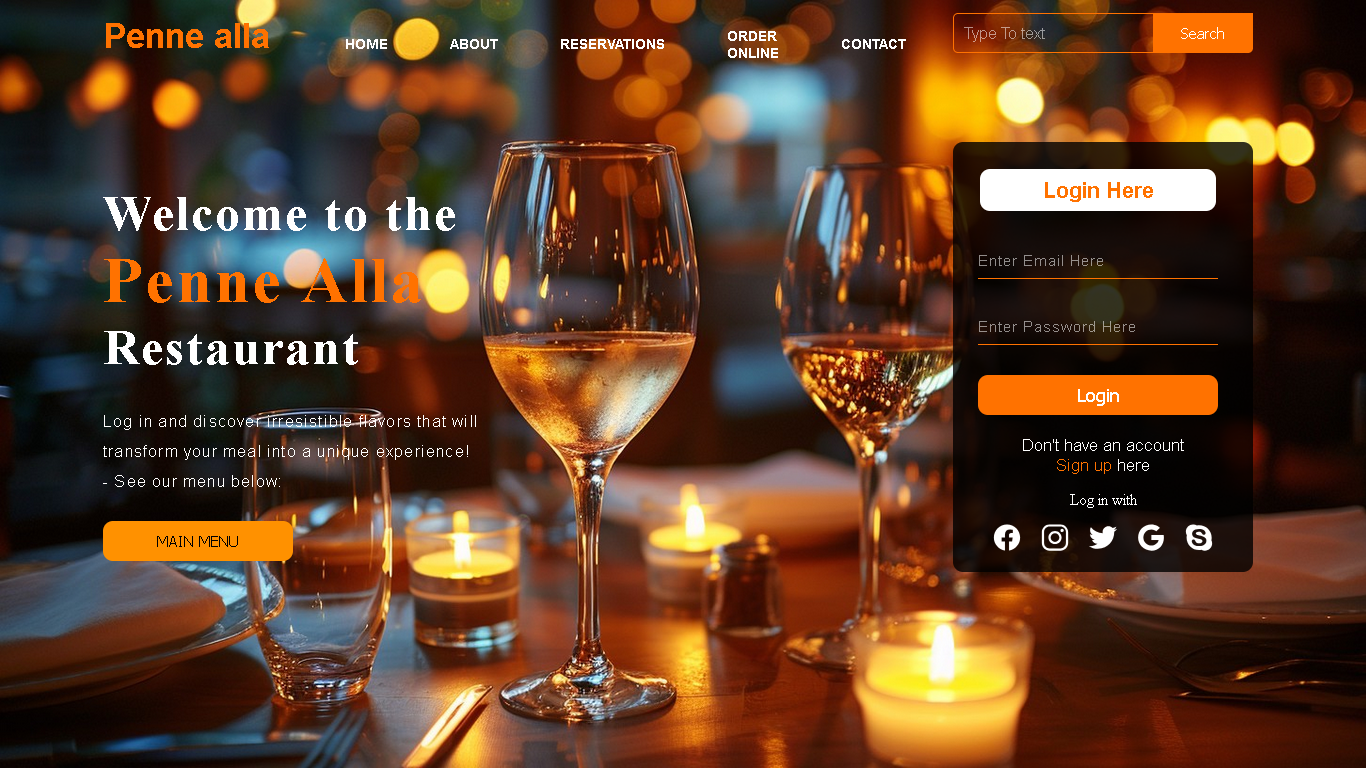 Penne alla
HOME
ABOUT
RESERVATIONS
ORDER
ONLINE
CONTACT
Type To text
Search
Welcome to the
Penne Alla
Restaurant
Log in and discover irresistible flavors that will
transform your meal into a unique experience!
- See our menu below:
MAIN MENU
Login Here
Enter Email Here
Enter Password Here
Login
Don't have an account
Sign up here
Log in with